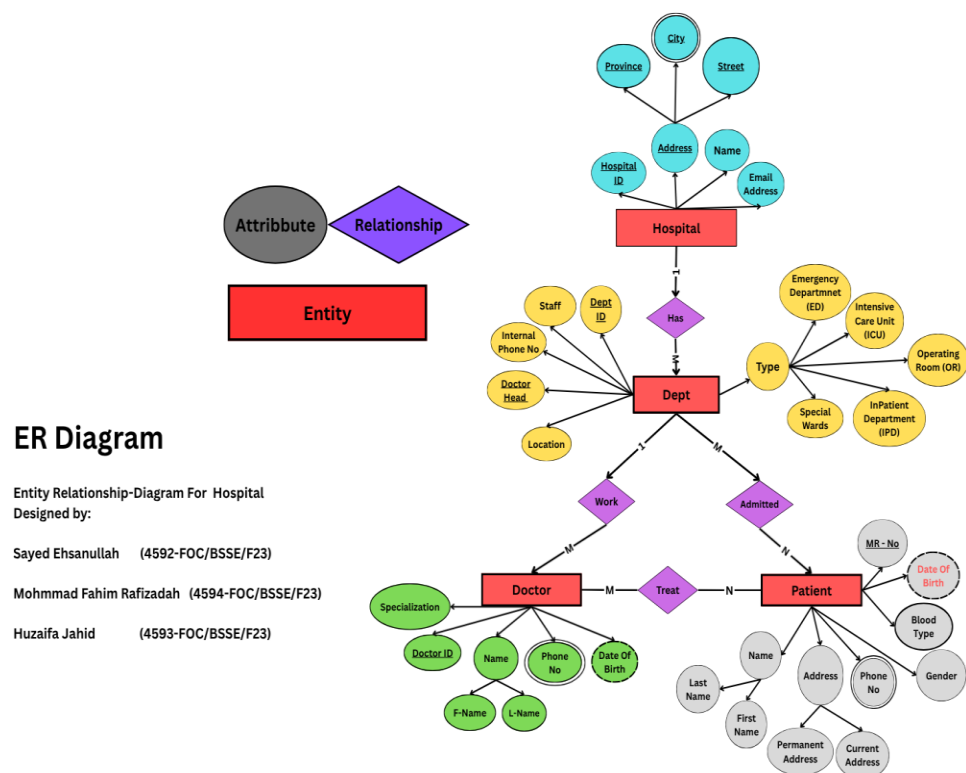 City
Province
Street
Address
Name
Hospital
ID
Email
Address
Hospital
Attribbute
Relationship
Entity
1
Has
M
Dept
Staff
Dept
ID
Internal
Phone No
Doctor
Head
Location
Type
Emergency
Departmnet
(ED)
Intensive
Care Unit
(ICU)
Operating
Room (OR)
InPatient
Department
(IPD)
Special
Wards
ER Diagram
Entity Relationship-Diagram For Hospital
Designed by:
Sayed Ehsanullah (4592-FOC/BSSE/F23)
Mohmmad Fahim Rafizadah (4594-FOC/BSSE/F23)
Huzaifa Jahid (4593-FOC/BSSE/F23)
1
Work
M
M
Admitted
N
Doctor
M
Treat
N
Patient
Specialization
Doctor ID
Name
Phone
No
Date Of
Birth
F-Name
L-Name
MR - No
Date Of
Birth
Blood
Type
Gender
Name
Last
Name
First
Name
Address
Phone
No
Permanent
Address
Current
Address